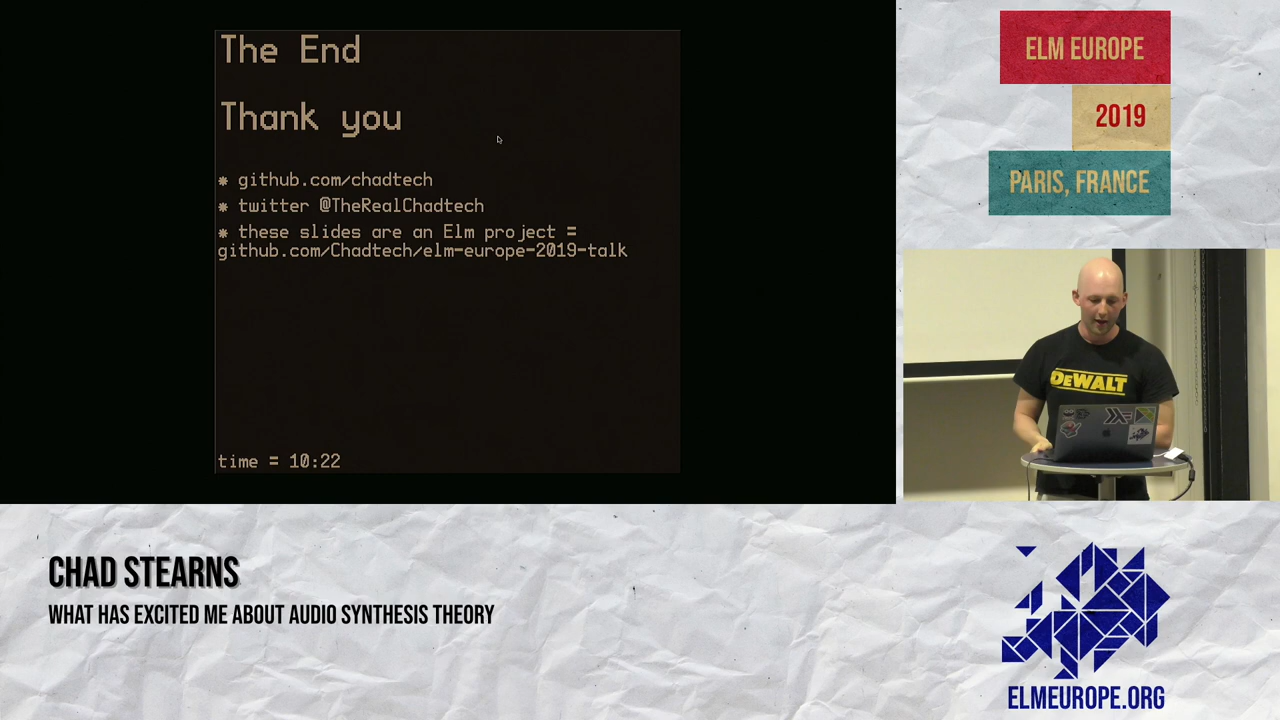 The End
Thank you
* github.com/chadtech
* twitter @TheRealChadtech
* these slides are an Elm project =
github.com/Chadtech/elm-europe-2019-talk
time = 10:22
ELM EUROPE
2019
PARIS, FRANCE
DEWALT
CHAD STEARNS
WHAT HAS EXCITED ME ABOUT AUDIO SYNTHESIS THEORY
ELMEUROPE.ORG